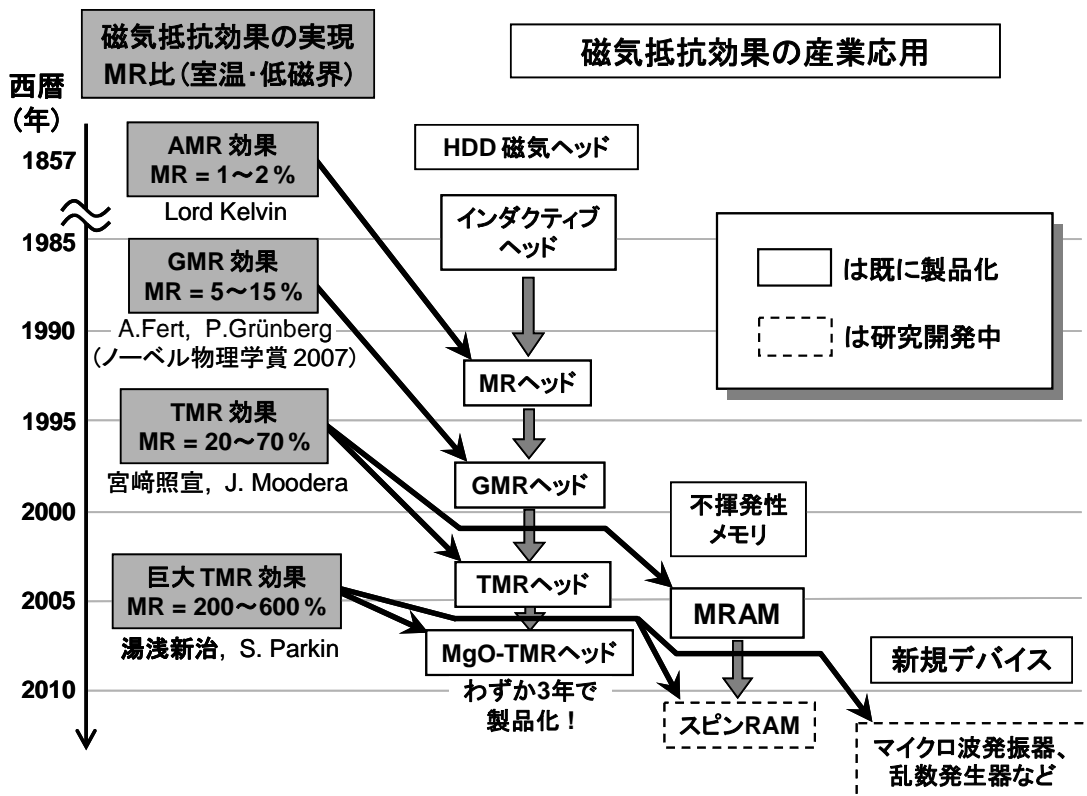 磁気抵抗効果の実現
MR比(室温・低磁界)
磁気抵抗効果の産業応用
西暦
(年)
1857
1985
1990
1995
2000
2005
2010
AMR 効果
MR = 1～2 %
Lord Kelvin
GMR 効果
MR = 5～15 %
A.Fert, P.Grünberg
(ノーベル物理学賞 2007)
TMR 効果
MR = 20～70 %
宮﨑照宣, J. Moodera
巨大 TMR 効果
MR = 200～600 %
湯浅新治, S. Parkin
HDD 磁気ヘッド
インダクティブ
ヘッド
MRヘッド
GMRヘッド
TMRヘッド
MgO-TMRヘッド
わずか3年で
製品化！
不揮発性
メモリ
MRAM
スピンRAM
新規デバイス
マイクロ波発振器、
乱数発生器など
は既に製品化
は研究開発中